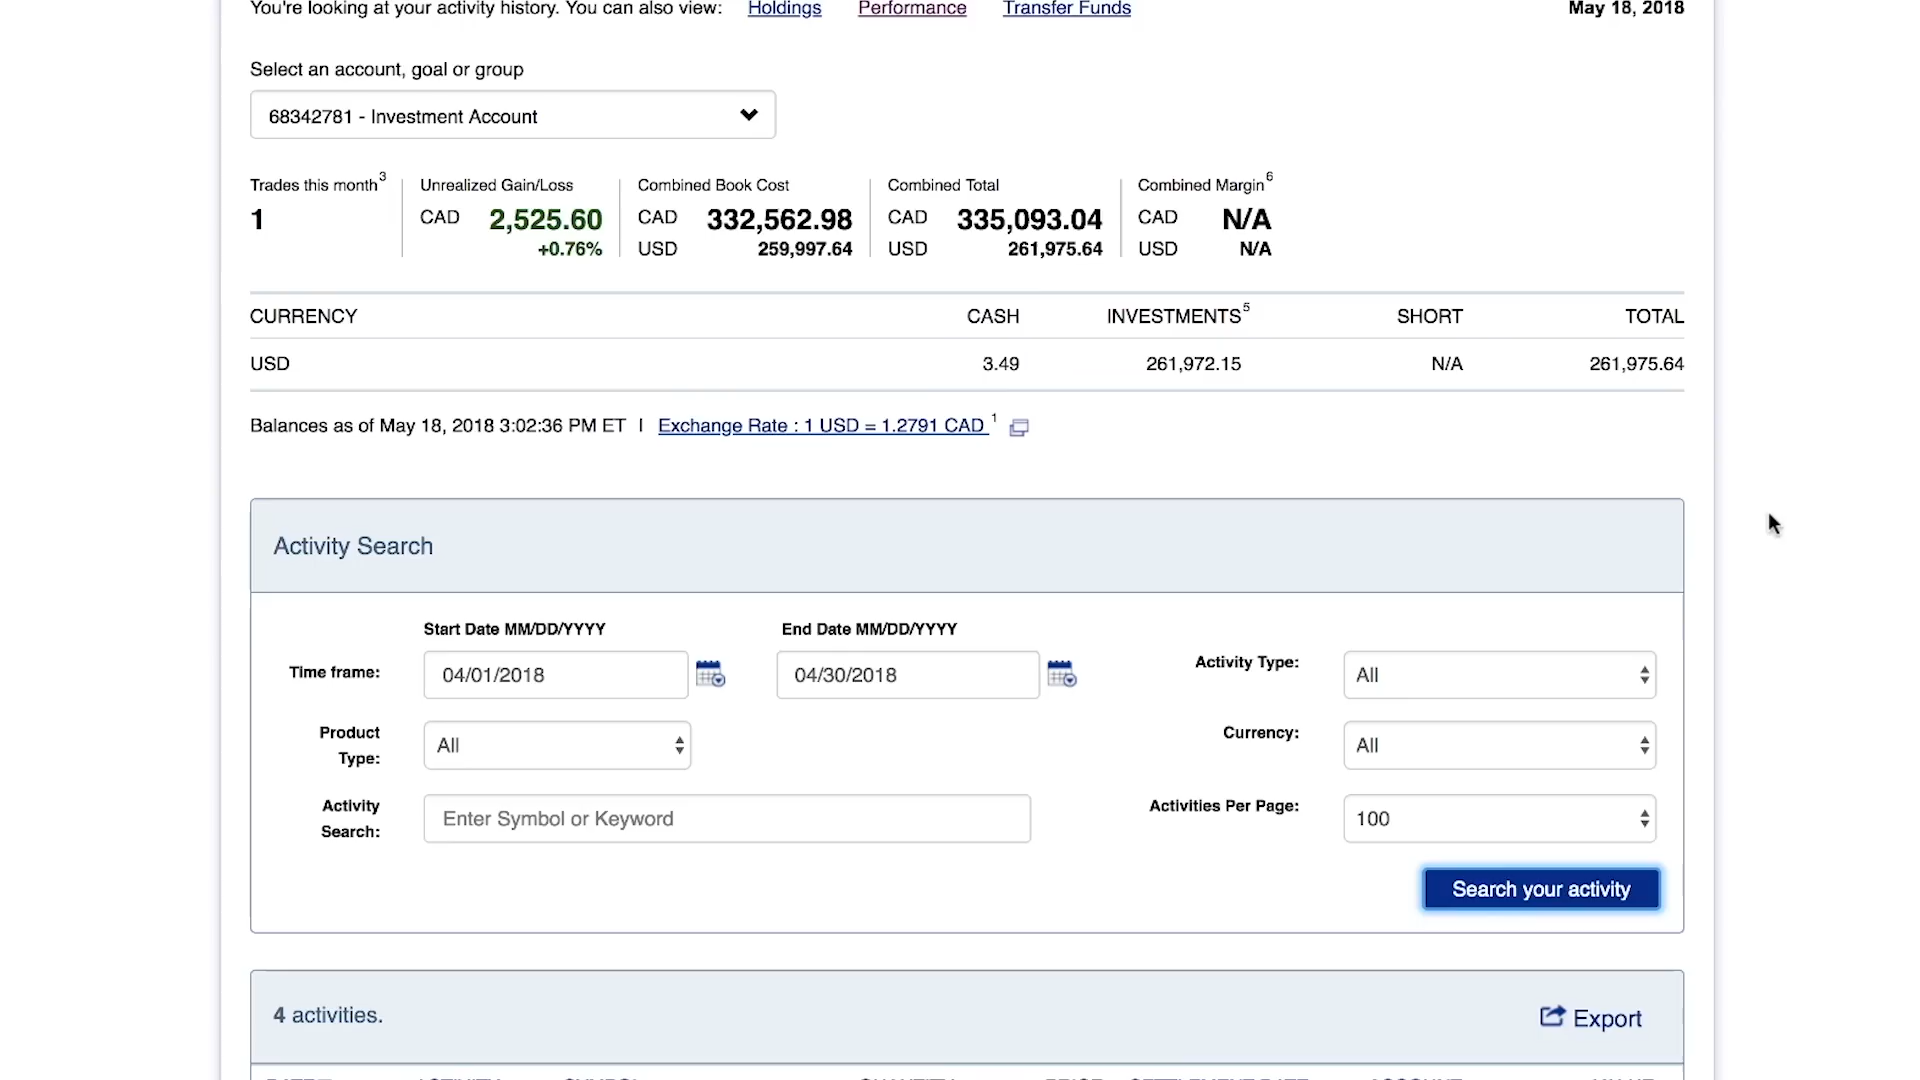 You're looking at your activity history. You can also view: Holdings Performance Transfer Funds May 18, 2018
Select an account, goal or group
68342781 - Investment Account
Trades this month3 Unrealized Gain/Loss Combined Book Cost Combined Total Combined Margin6
1 CAD 2,525.60 CAD 332,562.98 CAD 335,093.04 CAD N/A
+0.76% USD 259,997.64 USD 261,975.64 USD N/A
CURRENCY CASH INVESTMENTS5 SHORT TOTAL
USD 3.49 261,972.15 N/A 261,975.64
Balances as of May 18, 2018 3:02:36 PM ET | Exchange Rate : 1 USD = 1.2791 CAD 1
Activity Search
Start Date MM/DD/YYYY End Date MM/DD/YYYY
Time frame: 04/01/2018 04/30/2018 Activity Type: All
Product Type: All Currency: All
Activity Search: Enter Symbol or Keyword Activities Per Page: 100
Search your activity
4 activities. Export